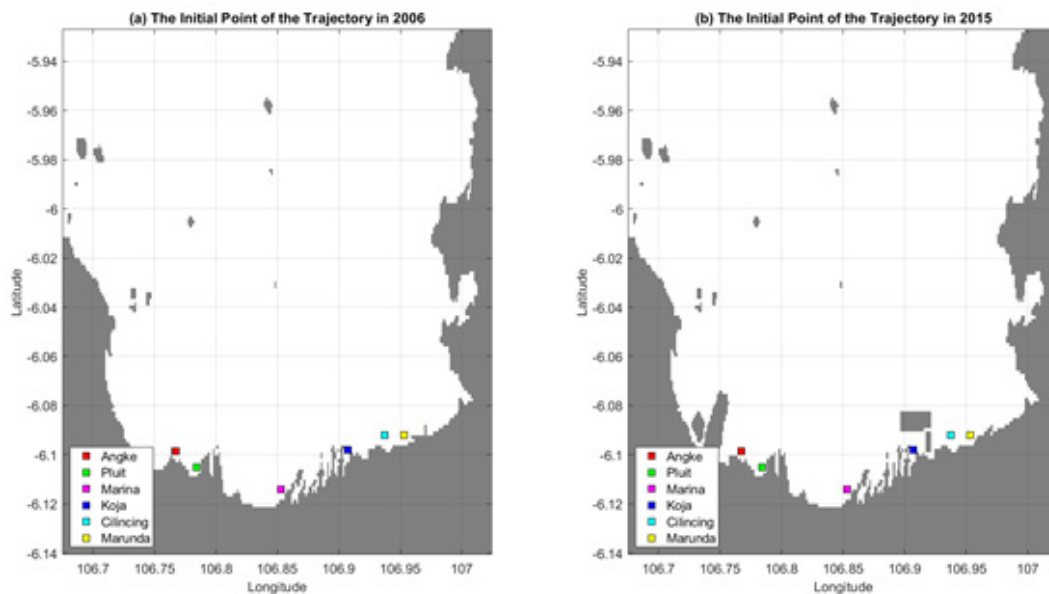 (a) The Initial Point of the Trajectory in 2006
-5.94
-5.96
-5.98
-6
-6.02
-6.04
-6.06
-6.08
-6.1
-6.12
-6.14
Latitude
Angke
Pluit
Marina
Koja
Cilincing
Marunda
106.7 106.75 106.8 106.85 106.9 106.95 107
Longitude
(b) The Initial Point of the Trajectory in 2015
-5.94
-5.96
-5.98
-6
-6.02
-6.04
-6.06
-6.08
-6.1
-6.12
-6.14
Latitude
Angke
Pluit
Marina
Koja
Cilincing
Marunda
106.7 106.75 106.8 106.85 106.9 106.95 107
Longitude